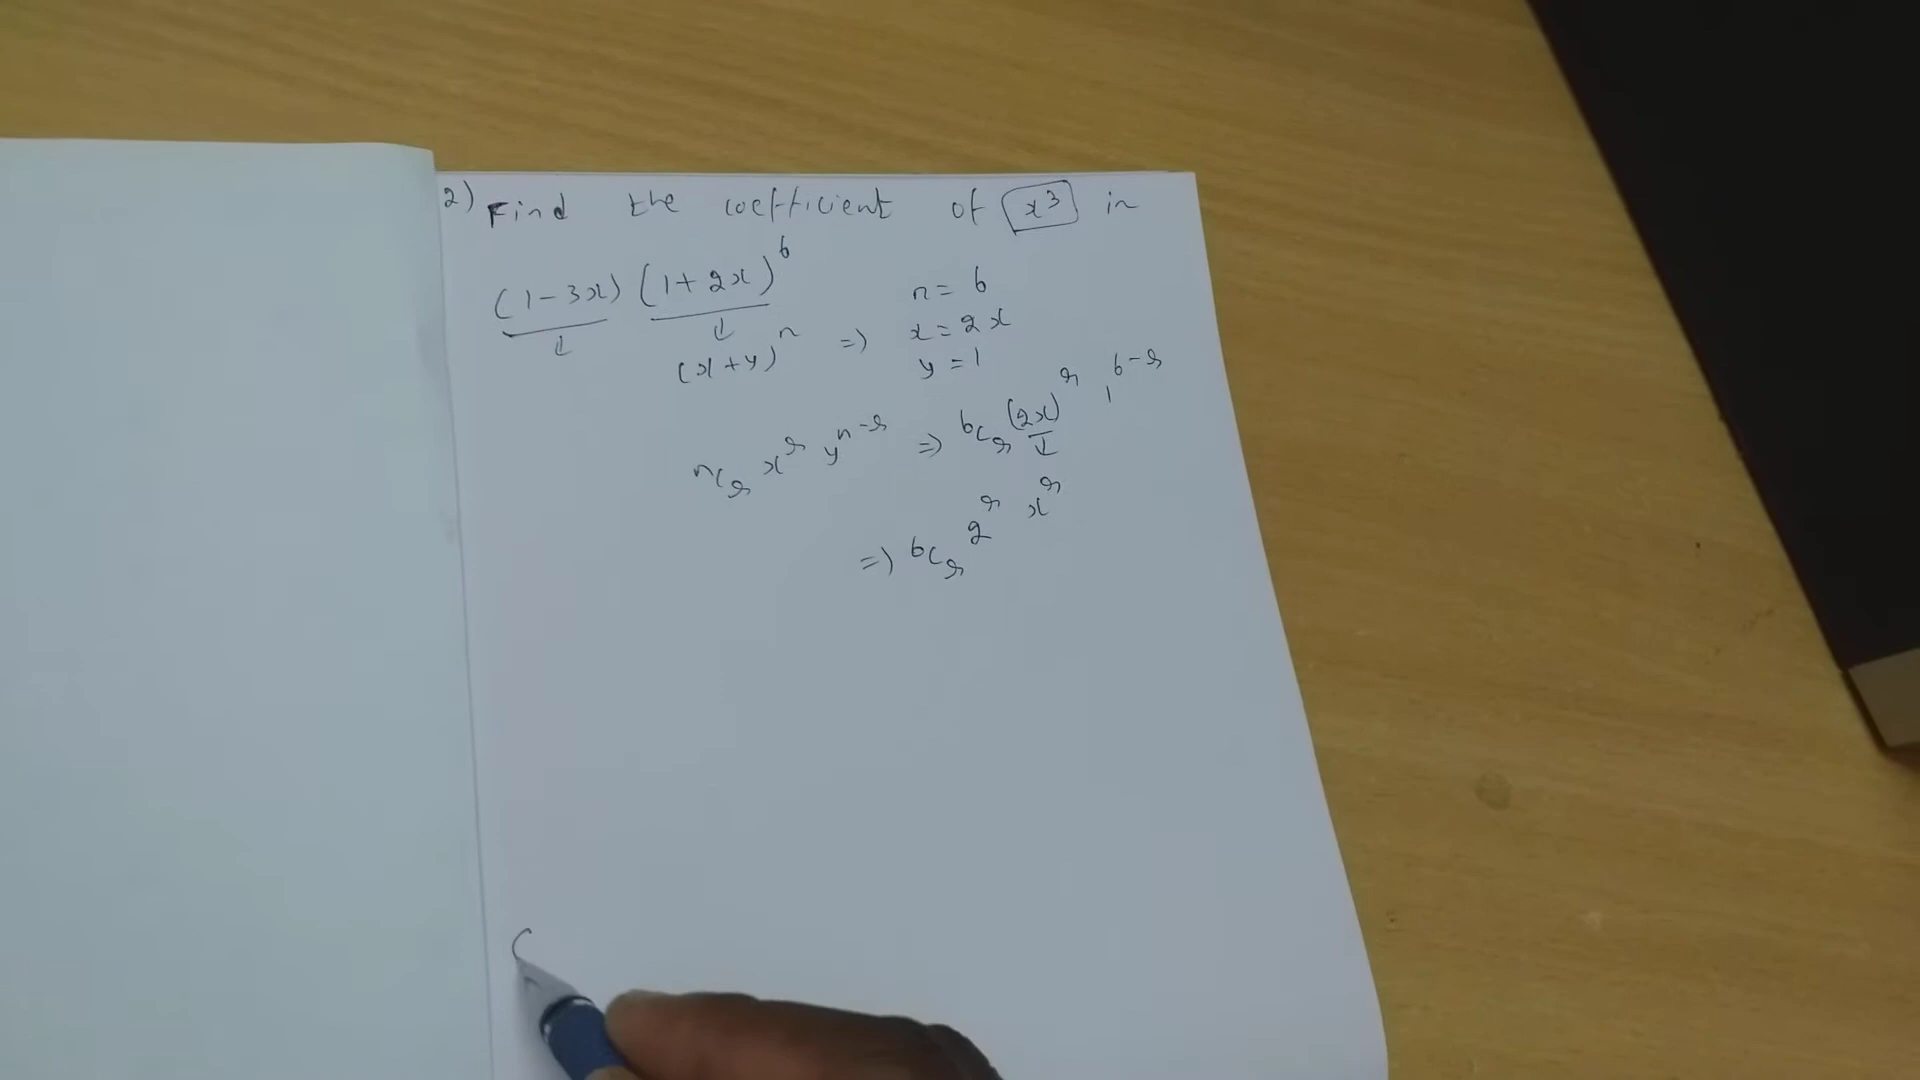 2) Find the coefficient of x³ in
(1-3x) (1+2x)⁶
↓ ↓
(x+y)ⁿ => n = 6
x = 2x
y = 1
ⁿCᵣ xʳ yⁿ⁻ʳ => ⁶Cᵣ (2x)ʳ 1⁶⁻ʳ
↓
=> ⁶Cᵣ 2ʳ xʳ
(